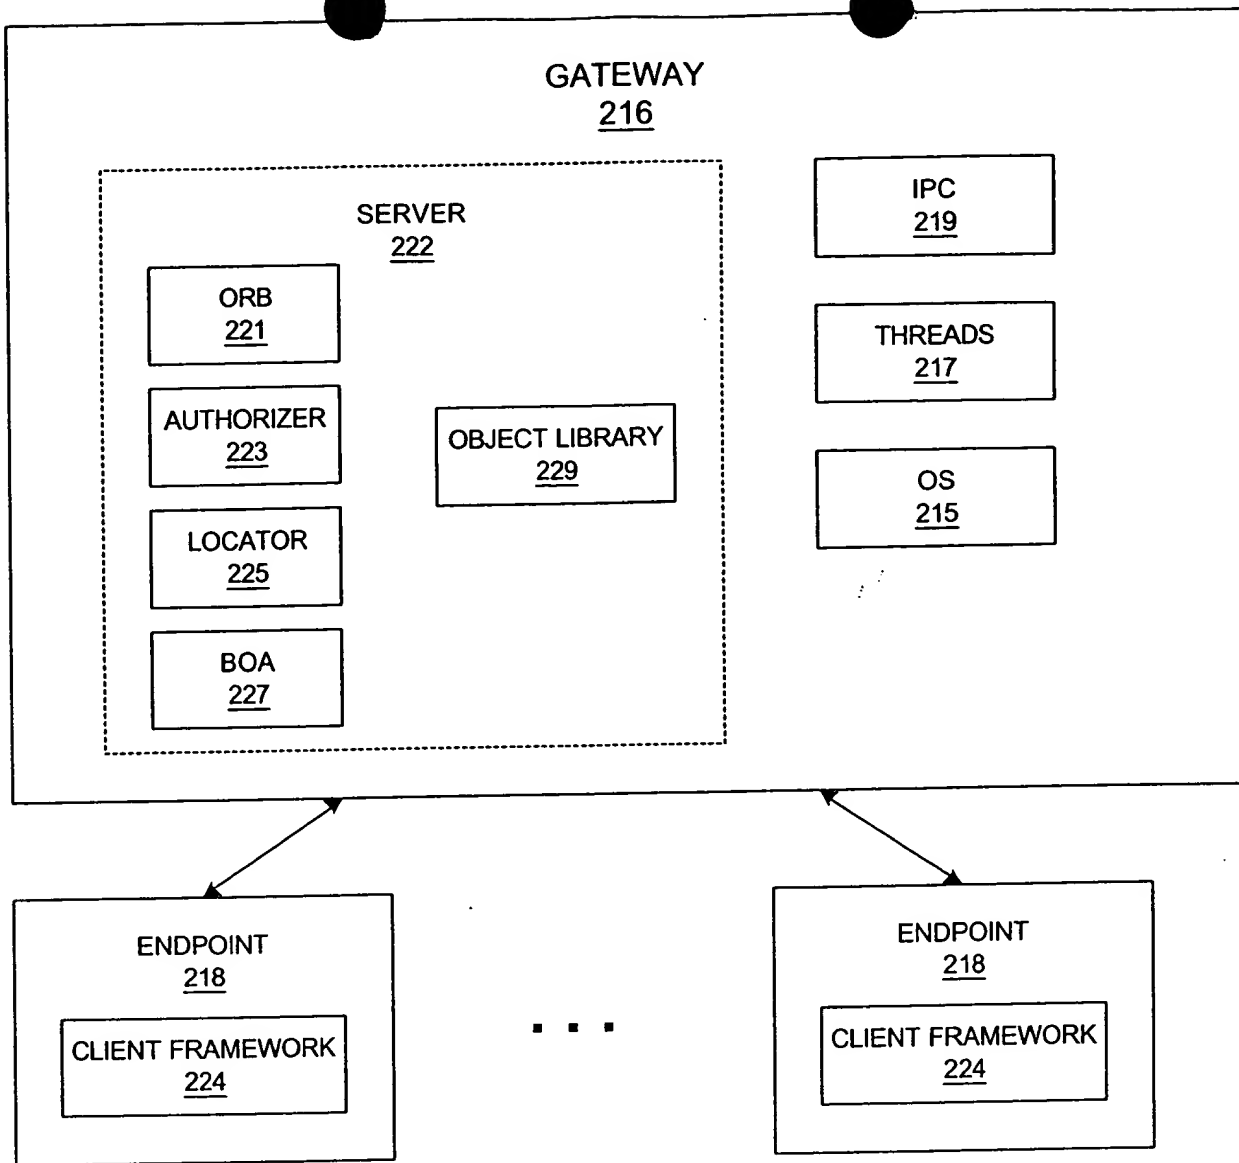 GATEWAY
216
SERVER
222
ORB
221
AUTHORIZER
223
LOCATOR
225
BOA
227
OBJECT LIBRARY
229
IPC
219
THREADS
217
OS
215
ENDPOINT
218
CLIENT FRAMEWORK
224
ENDPOINT
218
CLIENT FRAMEWORK
224